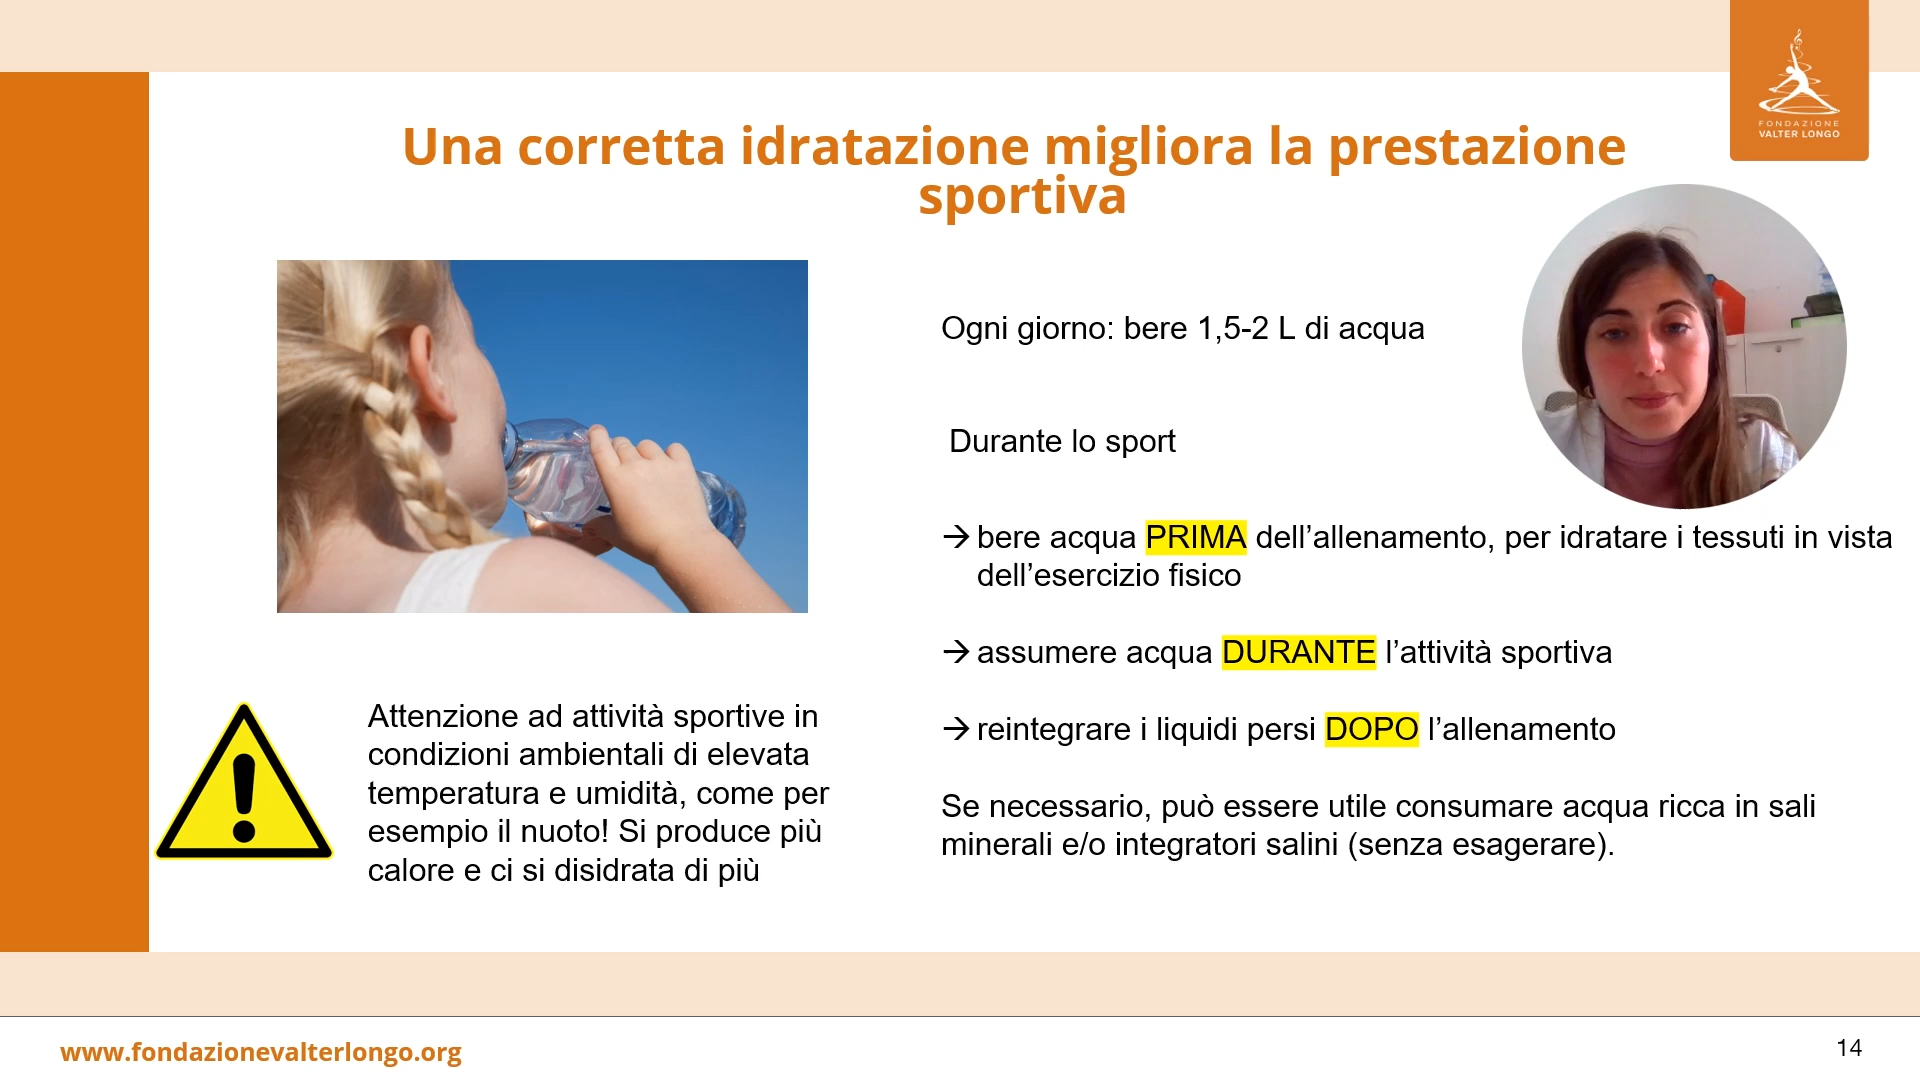 FONDAZIONE
VALTER LONGO
Una corretta idratazione migliora la prestazione
sportiva
Ogni giorno: bere 1,5-2 L di acqua
Durante lo sport
→ bere acqua PRIMA dell’allenamento, per idratare i tessuti in vista
dell’esercizio fisico
→ assumere acqua DURANTE l’attività sportiva
→ reintegrare i liquidi persi DOPO l’allenamento
Se necessario, può essere utile consumare acqua ricca in sali
minerali e/o integratori salini (senza esagerare).
Attenzione ad attività sportive in
condizioni ambientali di elevata
temperatura e umidità, come per
esempio il nuoto! Si produce più
calore e ci si disidrata di più
www.fondazionevalterlongo.org
14